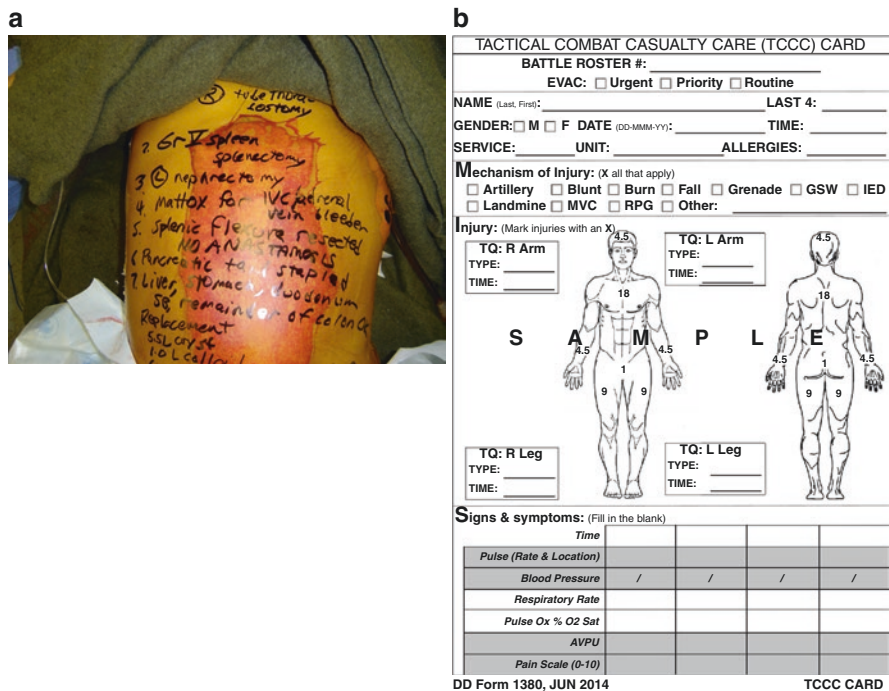 a
b
tube thora
costomy
2. Gr V spleen
splenectomy
3 L nephrectomy
4. Mattox for IVC/adrenal
vein bleeder
5. Splenic Flexure resected
NO ANASTAMOSIS
6 Pancreatic tail stapled
7. Liver, stomach, duodenum
SB, remainder of colon
Replacement
TACTICAL COMBAT CASUALTY CARE (TCCC) CARD
BATTLE ROSTER #:
EVAC: Urgent Priority Routine
NAME (Last, First): LAST 4:
GENDER: M F DATE (DD-MMM-YY): TIME:
SERVICE: UNIT: ALLERGIES:
Mechanism of Injury: (X all that apply)
Artillery Blunt Burn Fall Grenade GSW IED
Landmine MVC RPG Other:
Injury: (Mark injuries with an X)
TQ: R Arm
TYPE:
TIME:
TQ: L Arm
TYPE:
TIME:
4.5 4.5
18 18
S A M P L E
4.5 4.5 4.5 4.5
1 1
9 9 9 9
TQ: R Leg
TYPE:
TIME:
TQ: L Leg
TYPE:
TIME:
Signs & symptoms: (Fill in the blank)
Time
Pulse (Rate & Location)
Blood Pressure / / / /
Respiratory Rate
Pulse Ox % O2 Sat
AVPU
Pain Scale (0-10)
DD Form 1380, JUN 2014 TCCC CARD